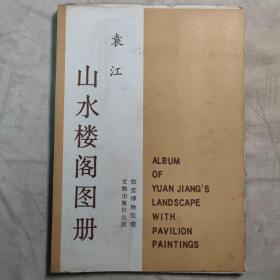 袁江
山水楼阁图册
故宫博物院藏
文物出版社出版
ALBUM
OF
YUAN JIANG'S
LANDSCAPE
WITH
PAVILION
PAINTINGS